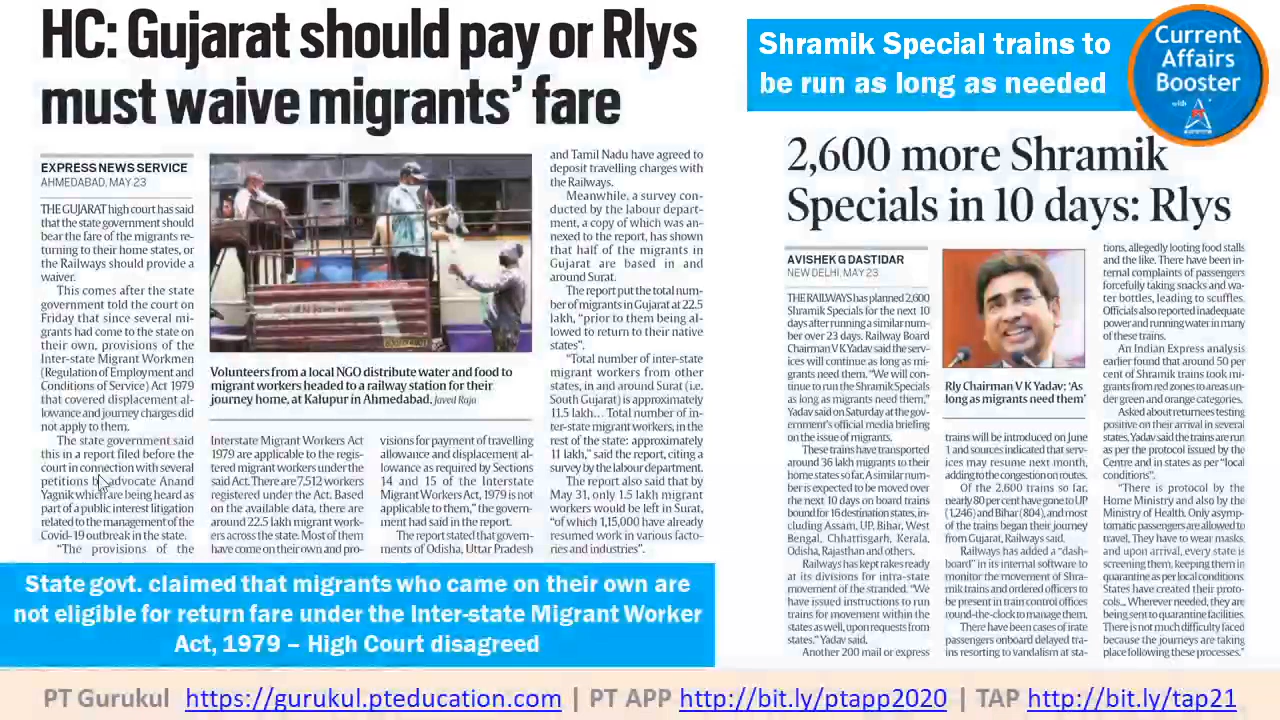 HC: Gujarat should pay or Rlys
must waive migrants' fare
EXPRESS NEWS SERVICE
AHMEDABAD, MAY 23
THE GUJARAT high court has said
that the state government should
bear the fare of the migrants re-
turning to their home states, or
the Railways should provide a
waiver.
This comes after the state
government told the court on
Friday that since several mi-
grants had come to the state on
their own, provisions of the
Inter-state Migrant Workmen
(Regulation of Employment and
Conditions of Service) Act 1979
that covered displacement al-
lowance and journey charges did
not apply to them.
The state government said
this in a report filed before the
court in connection with several
petitions by advocate Anand
Yagnik which are being heard as
part of a public interest litigation
related to the management of the
Covid-19 outbreak in the state.
"The provisions of the
Volunteers from a local NGO distribute water and food to
migrant workers headed to a railway station for their
journey home, at Kalupur in Ahmedabad. Javed Raja
Interstate Migrant Workers Act
1979 are applicable to the regis-
tered migrant workers under the
said Act. There are 7,512 workers
registered under the Act. Based
on the available data, there are
around 22.5 lakh migrant work-
ers across the state. Most of them
have come on their own and pro-
visions for payment of travelling
allowance and displacement al-
lowance as required by Sections
14 and 15 of the Interstate
Migrant Workers Act, 1979 is not
applicable to them," the govern-
ment had said in the report.
The report stated that govern-
ments of Odisha, Uttar Pradesh
and Tamil Nadu have agreed to
deposit travelling charges with
the Railways.
Meanwhile, a survey con-
ducted by the labour depart-
ment, a copy of which was an-
nexed to the report, has shown
that half of the migrants in
Gujarat are based in and
around Surat.
The report put the total num-
ber of migrants in Gujarat at 22.5
lakh, "prior to them being al-
lowed to return to their native
states".
"Total number of inter-state
migrant workers from other
states, in and around Surat (i.e.
South Gujarat) is approximately
11.5 lakh... Total number of in-
ter-state migrant workers, in the
rest of the state: approximately
11 lakh," said the report, citing a
survey by the labour department.
The report also said that by
May 31, only 1.5 lakh migrant
workers would be left in Surat,
"of which 1,15,000 have already
resumed work in various facto-
ries and industries".
State govt. claimed that migrants who came on their own are
not eligible for return fare under the Inter-state Migrant Worker
Act, 1979 – High Court disagreed
Shramik Special trains to
be run as long as needed
Current
Affairs
Booster
with
2,600 more Shramik
Specials in 10 days: Rlys
AVISHEK G DASTIDAR
NEW DELHI, MAY 23
THE RAILWAYS has planned 2,600
Shramik Specials for the next 10
days after running a similar num-
ber over 23 days. Railway Board
Chairman V K Yadav said the serv-
ices will continue as long as mi-
grants need them. "We will con-
tinue to run the Shramik Specials
as long as migrants need them,"
Yadav said on Saturday at the gov-
ernment's official media briefing
on the issue of migrants.
These trains have transported
around 36 lakh migrants to their
home states so far. A similar num-
ber is expected to be moved over
the next 10 days on board trains
bound for 16 destination states, in-
cluding Assam, UP, Bihar, West
Bengal, Chhattisgarh, Kerala,
Odisha, Rajasthan and others.
Railways has kept rakes ready
at its divisions for intra-state
movement of the stranded. "We
have issued instructions to run
trains for movement within the
states as well, upon requests from
states," Yadav said.
Another 200 mail or express
Rly Chairman V K Yadav; 'As
long as migrants need them'
trains will be introduced on June
1 and sources indicated that serv-
ices may resume next month,
adding to the congestion on routes.
Of the 2,600 trains so far,
nearly 80 per cent have gone to UP
(1,246) and Bihar (804), and most
of the trains began their journey
from Gujarat, Railways said.
Railways has added a "dash-
board" in its internal software to
monitor the movement of Shra-
mik trains and ordered officers to
be present in train control offices
round-the-clock to manage them.
There have been cases of irate
passengers onboard delayed tra-
ins resorting to vandalism at sta-
tions, allegedly looting food stalls
and the like. There have been in-
ternal complaints of passengers
forcefully taking snacks and wa-
ter bottles, leading to scuffles.
Officials also reported inadequate
power and running water in many
of these trains.
An Indian Express analysis
earlier found that around 50 per
cent of Shramik trains took mi-
grants from red zones to areas un-
der green and orange categories.
Asked about returnees testing
positive on their arrival in several
states, Yadav said the trains are run
as per the protocol issued by the
Centre and in states as per "local
conditions".
"There is protocol by the
Home Ministry and also by the
Ministry of Health. Only asymp-
tomatic passengers are allowed to
travel. They have to wear masks,
and upon arrival, every state is
screening them, keeping them in
quarantine as per local conditions.
States have created their proto-
cols... Wherever needed, they are
being sent to quarantine facilities.
There is not much difficulty faced
because the journeys are taking
place following these processes."
PT Gurukul https://gurukul.pteducation.com | PT APP http://bit.ly/ptapp2020 | TAP http://bit.ly/tap21